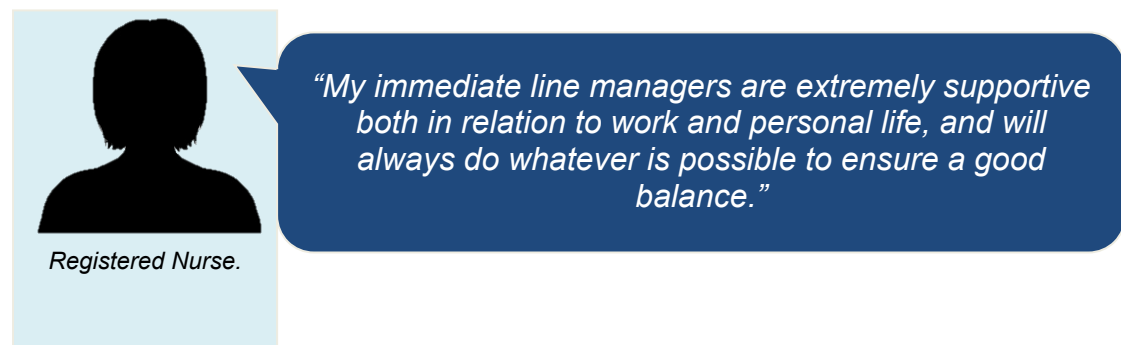 “My immediate line managers are extremely supportive
both in relation to work and personal life, and will
always do whatever is possible to ensure a good
balance.”
Registered Nurse.